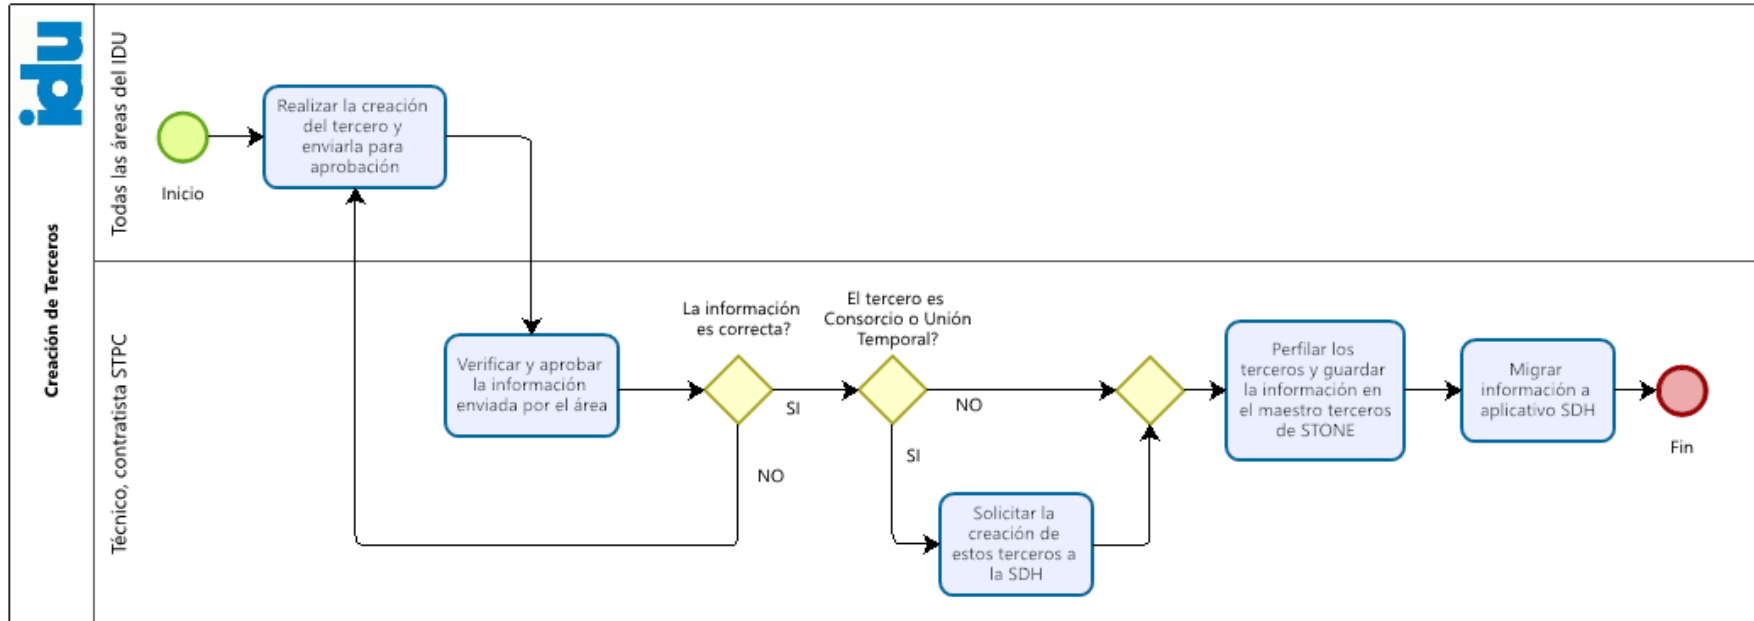 idu
Creación de Terceros
Todas las áreas del IDU
Inicio
Realizar la creación
del tercero y
enviarla para
aprobación
Técnico, contratista STPC
Verificar y aprobar
la información
enviada por el área
La información
es correcta?
SI
NO
El tercero es
Consorcio o Unión
Temporal?
NO
SI
Solicitar la
creación de
estos terceros a
la SDH
Perfilar los
terceros y guardar
la información en
el maestro terceros
de STONE
Migrar
información a
aplicativo SDH
Fin